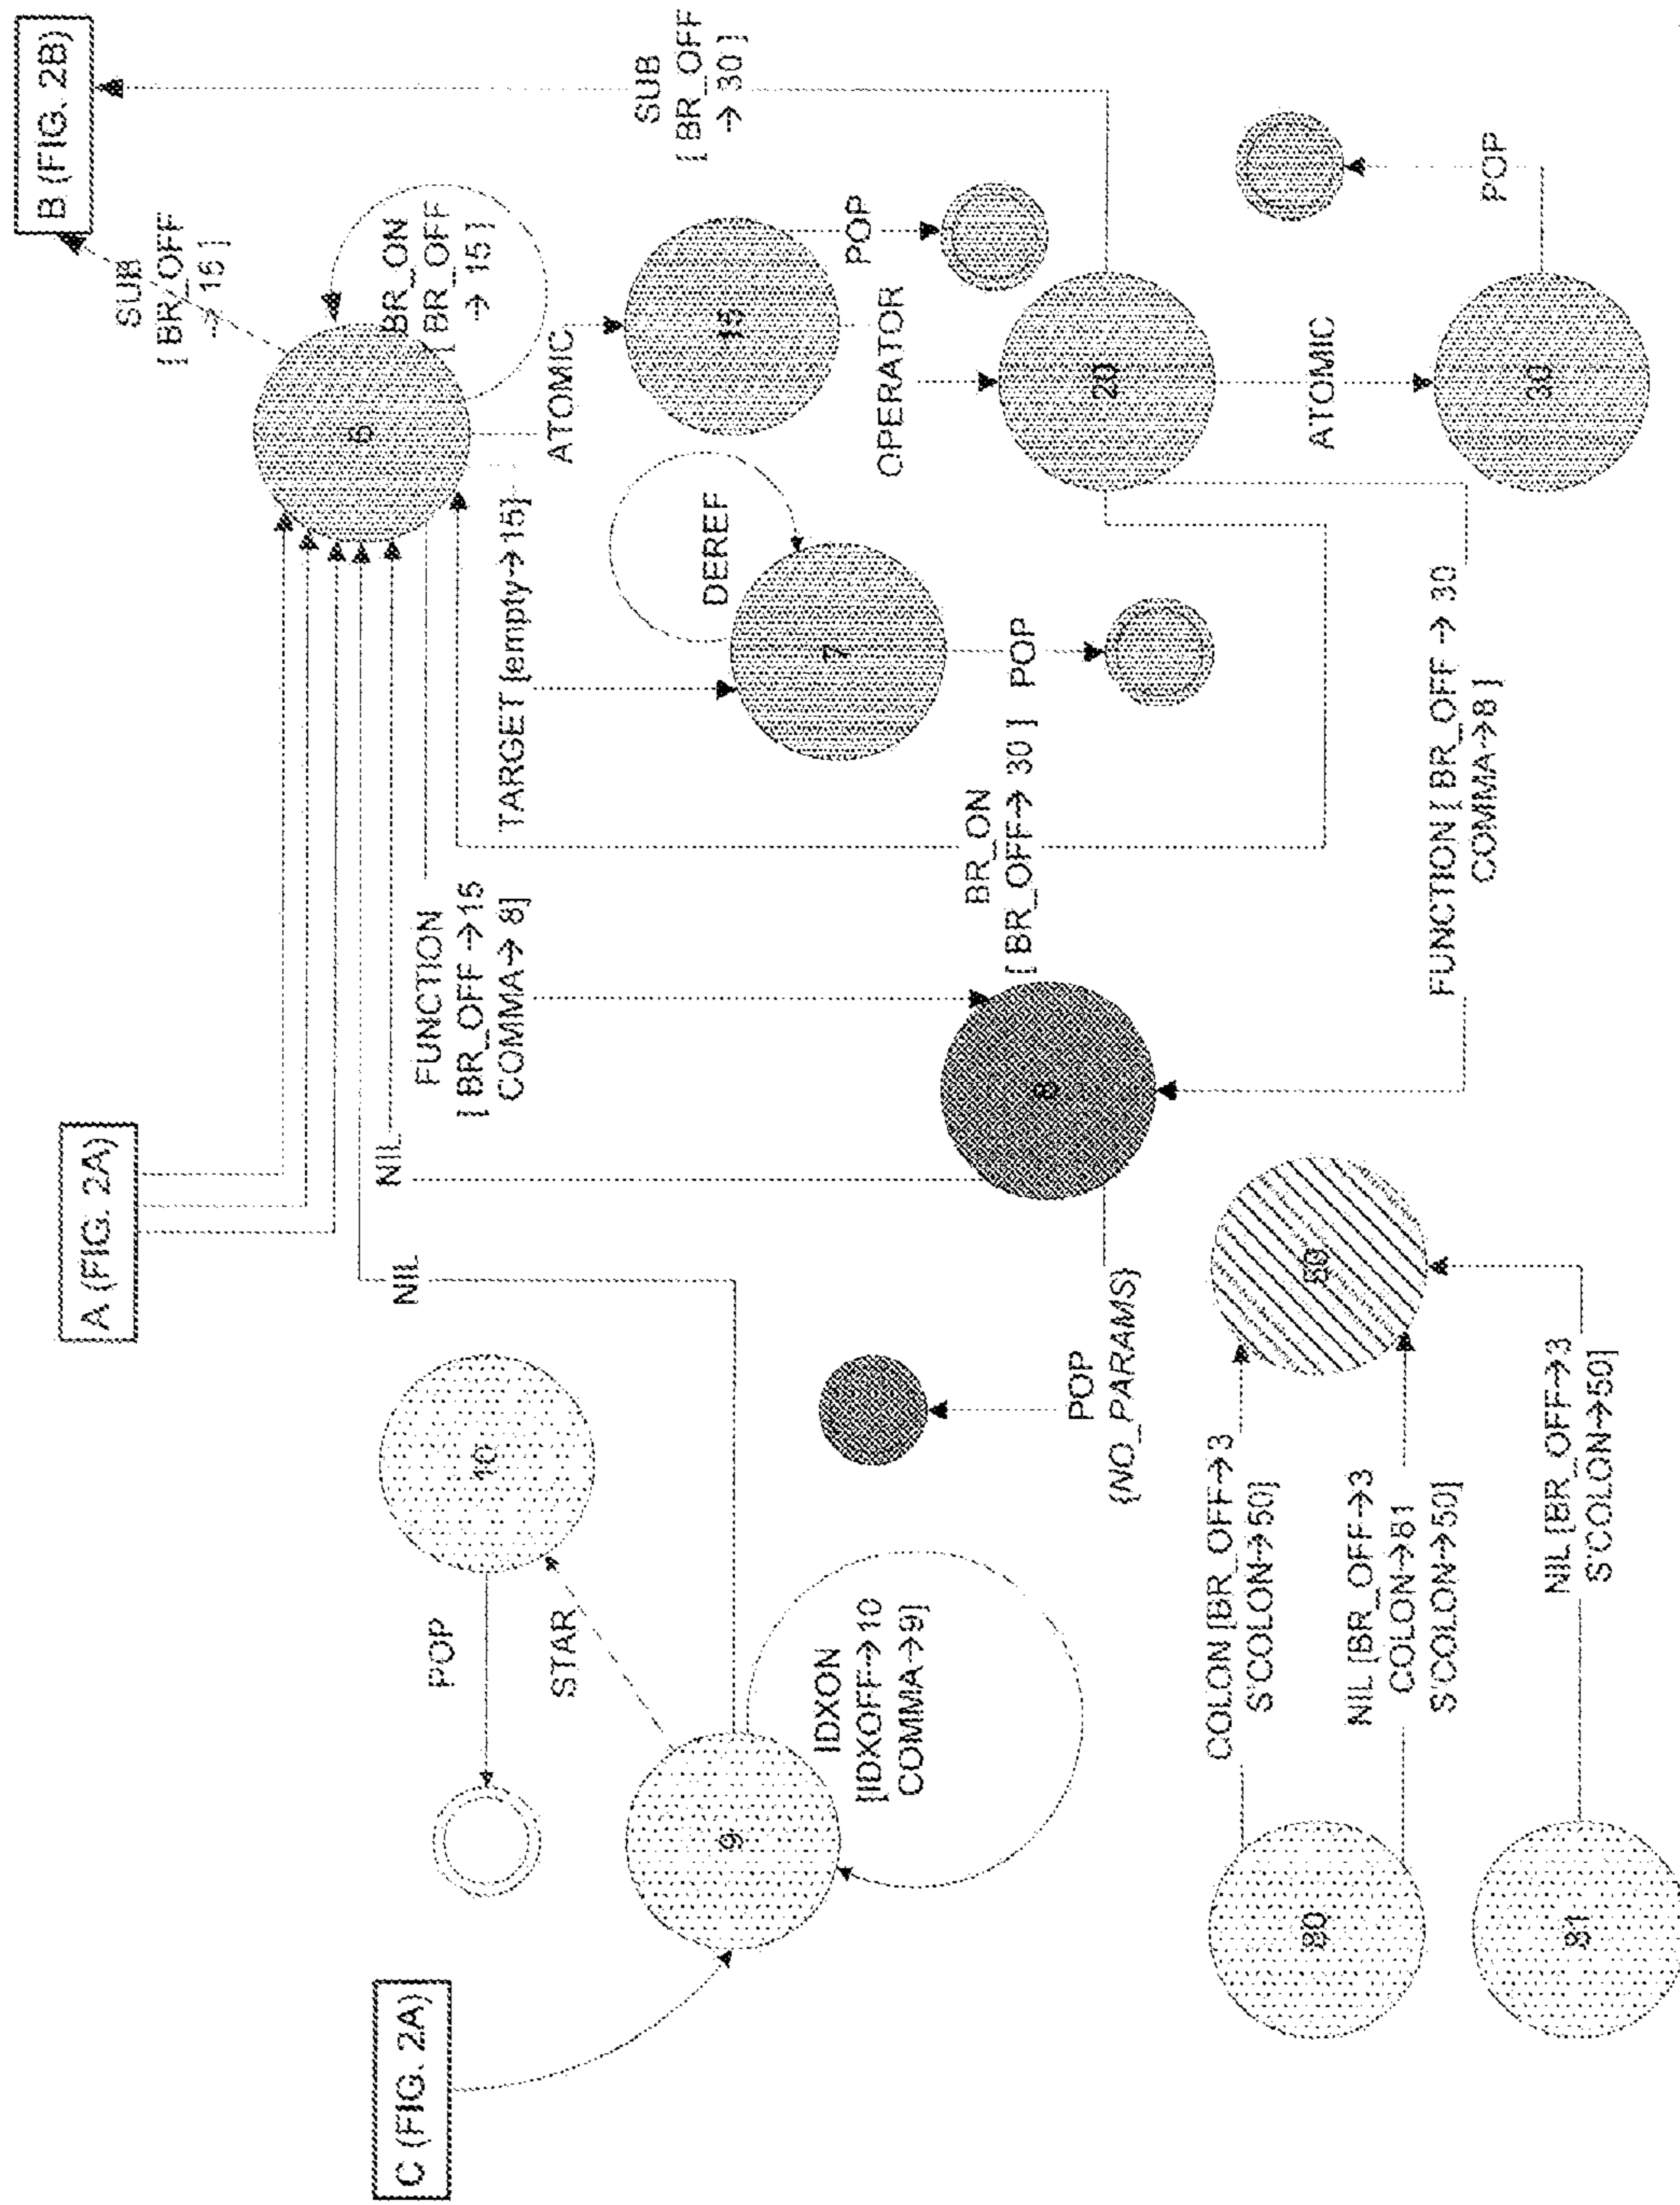 B (FIG. 2B)
A (FIG. 2A)
C (FIG. 2A)
SUB
[ BR_OFF
→ 15 ]
BR_ON
[ BR_OFF
→ 15 ]
SUB
[ BR_OFF
→ 30 ]
NIL
NIL
FUNCTION
[ BR_OFF →15
COMMA→ 8]
TARGET [empty→15]
ATOMIC
POP
10
STAR
DEREF
15
9
7
POP
OPERATOR
IDXON
[IDXOFF→10
COMMA→9]
BR_ON
[ BR_OFF→ 30 ]
POP
8
20
POP
{NO_PARAMS}
COLON [BR_OFF→3
S'COLON→50]
80
50
NIL [BR_OFF→3
COLON→81
S'COLON→50]
ATOMIC
FUNCTION [ BR_OFF → 30
COMMA→8 ]
POP
30
NIL [BR_OFF→3
S'COLON→50]
81